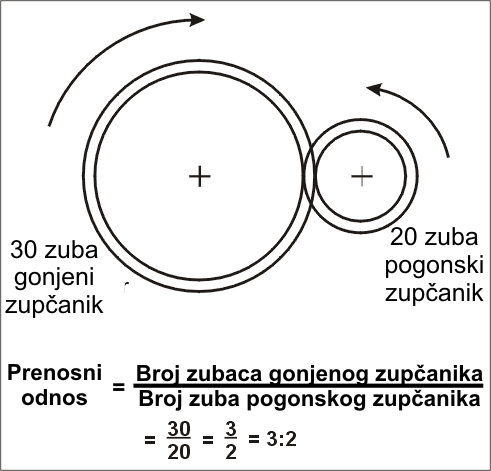 30 zuba
gonjeni
zupčanik
20 zuba
pogonski
zupčanik
Prenosni
odnos
= Broj zubaca gonjenog zupčanika
Broj zuba pogonskog zupčanika
= 30/20 = 3/2 = 3:2